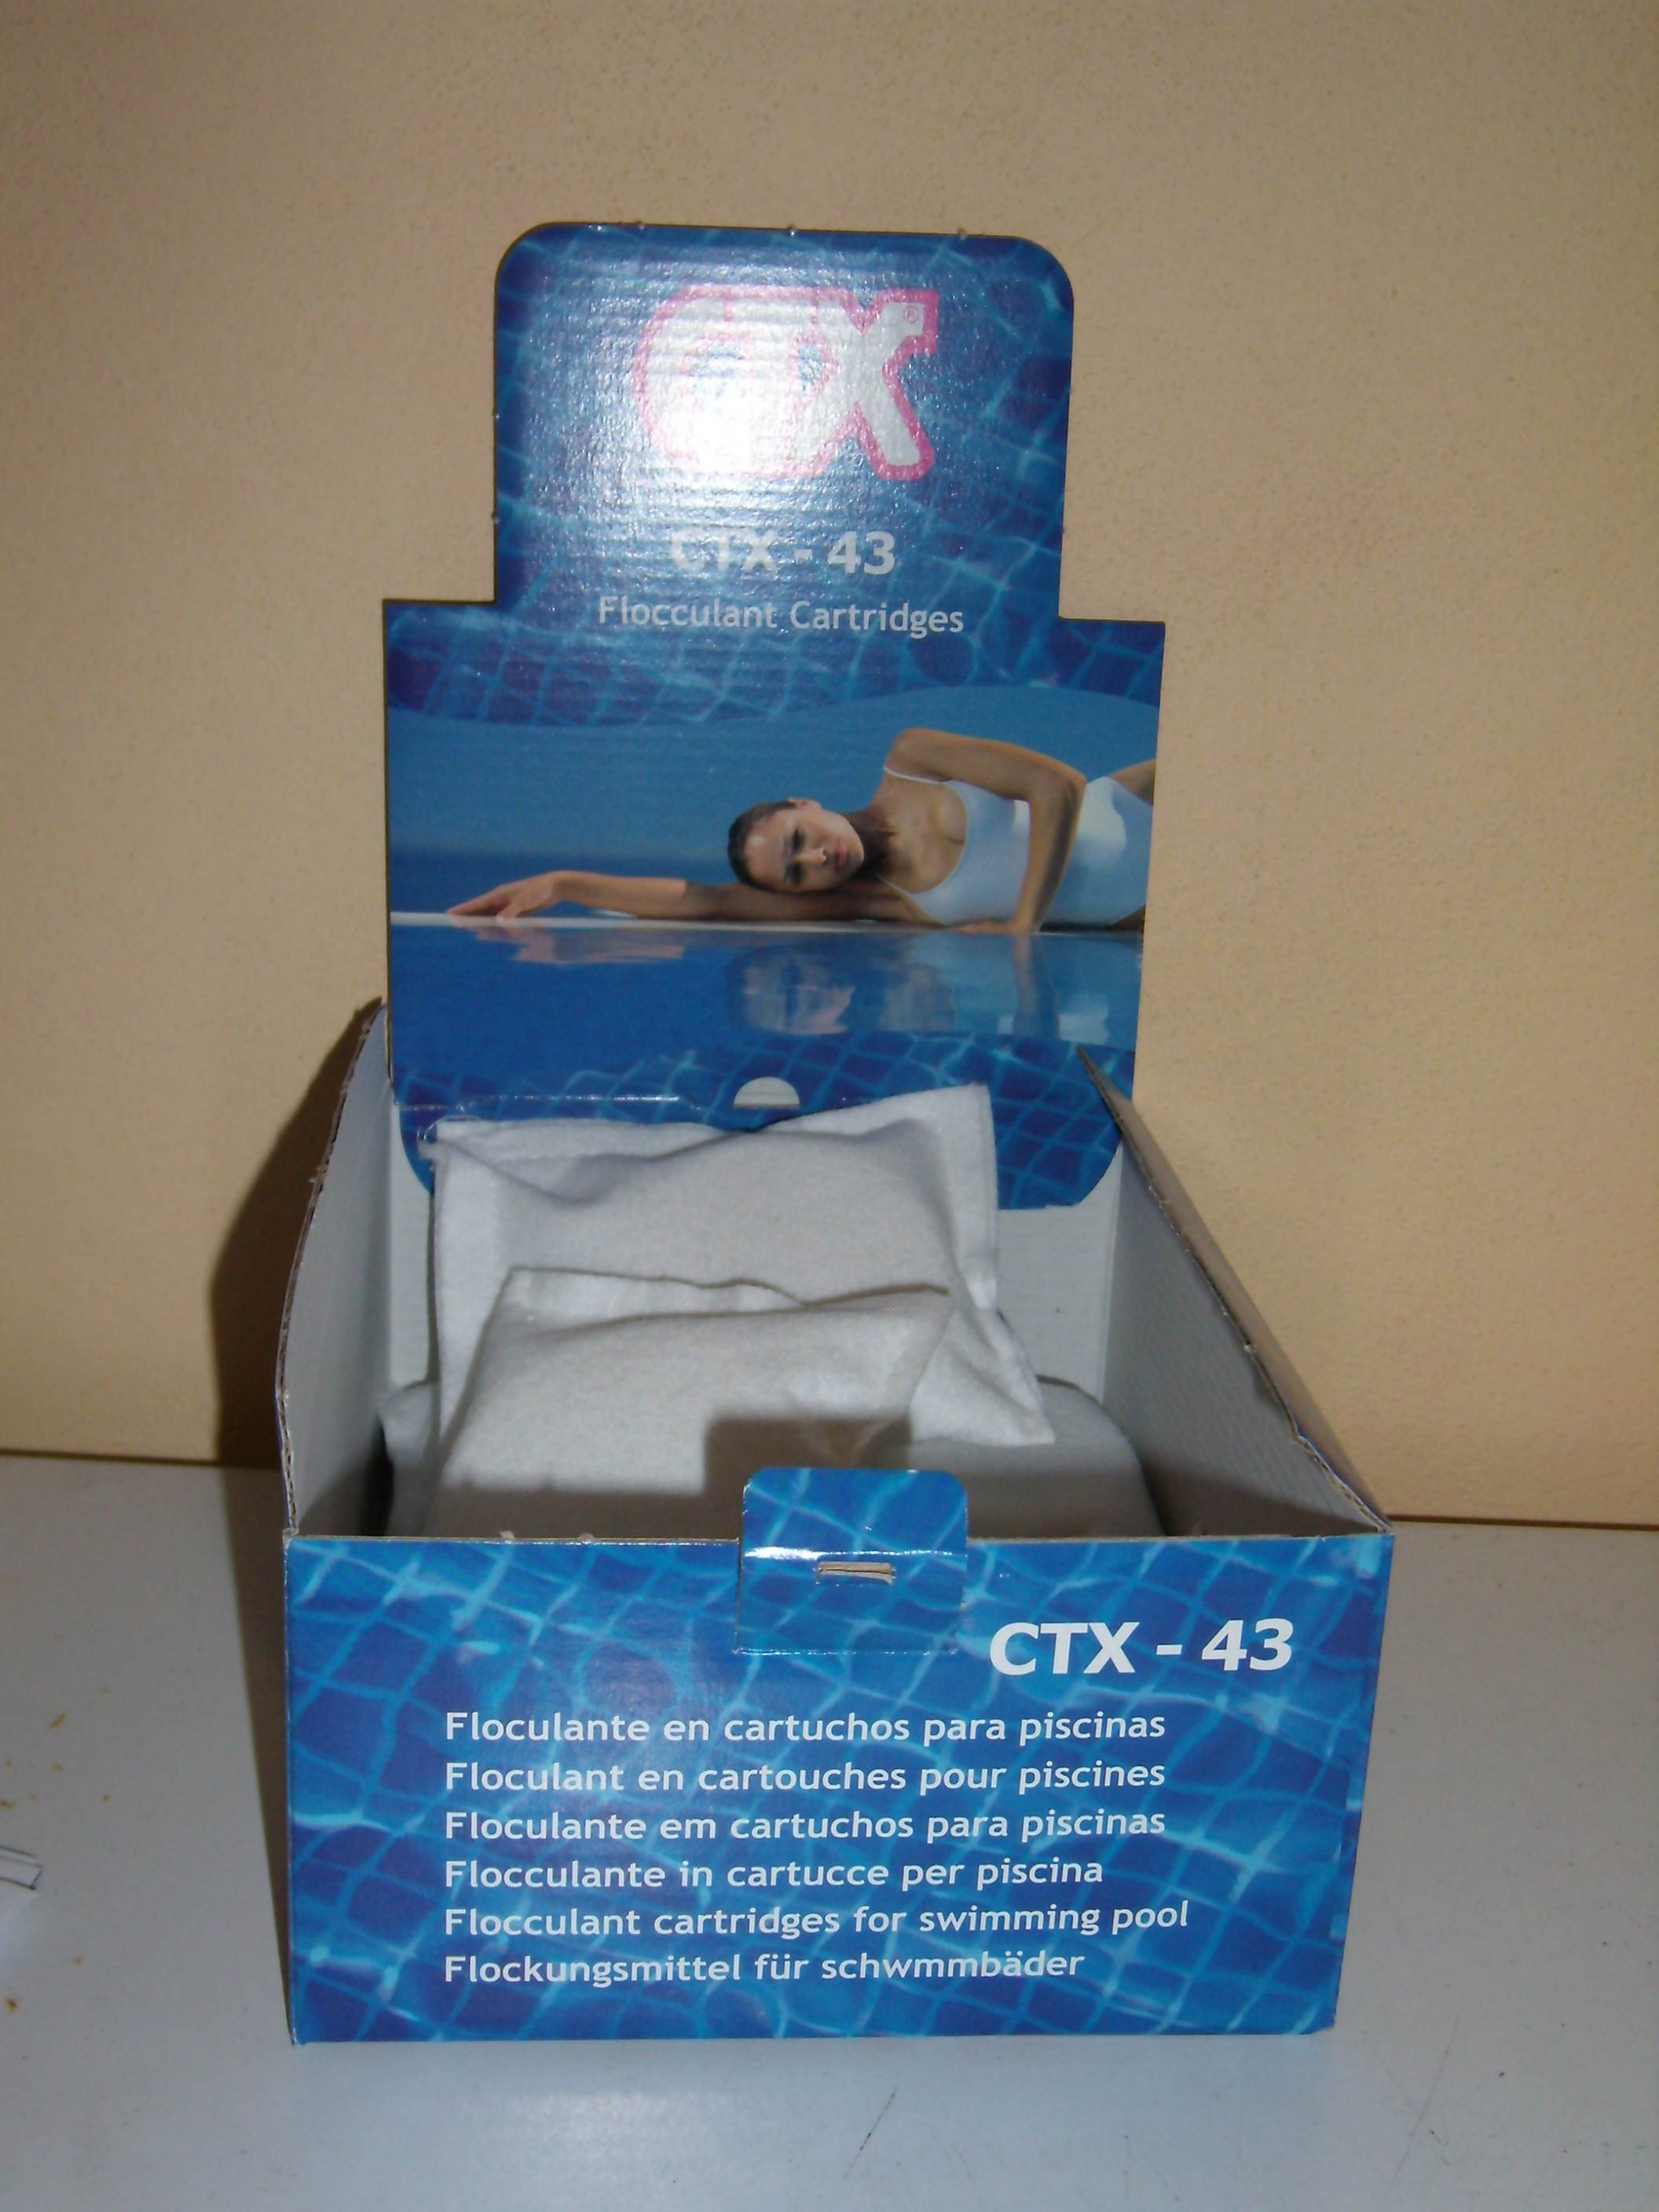 CTX®
CTX - 43
Flocculant Cartridges
CTX - 43
Floculante en cartuchos para piscinas
Floculant en cartouches pour piscines
Floculante em cartuchos para piscinas
Flocculante in cartucce per piscina
Flocculant cartridges for swimming pool
Flockungsmittel für schwmmbäder